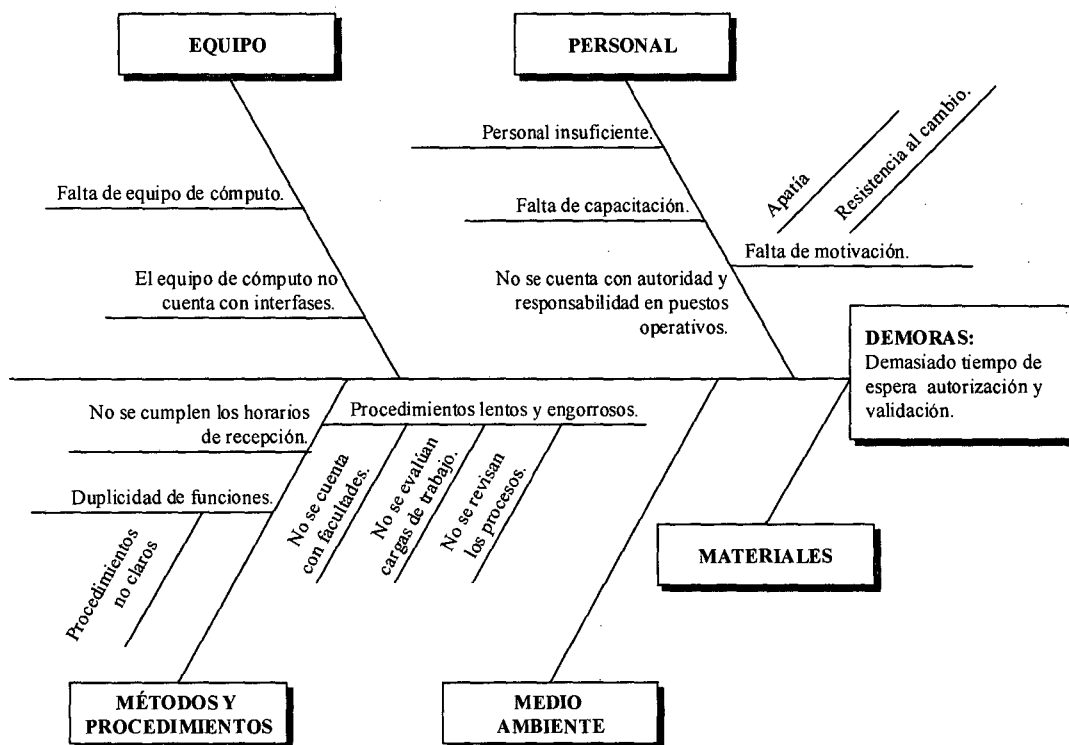 EQUIPO
PERSONAL
Personal insuficiente.
Apatía
Resistencia al cambio.
Falta de equipo de cómputo.
Falta de capacitación.
Falta de motivación.
El equipo de cómputo no
cuenta con interfases.
No se cuenta con autoridad y
responsabilidad en puestos
operativos.
DEMORAS:
Demasiado tiempo de
espera autorización y
validación.
No se cumplen los horarios
de recepción.
Procedimientos lentos y engorrosos.
Duplicidad de funciones.
No se cuenta
con facultades.
No se evalúan
cargas de trabajo.
No se revisan
los procesos.
Procedimientos
no claros
MATERIALES
MÉTODOS Y
PROCEDIMIENTOS
MEDIO
AMBIENTE